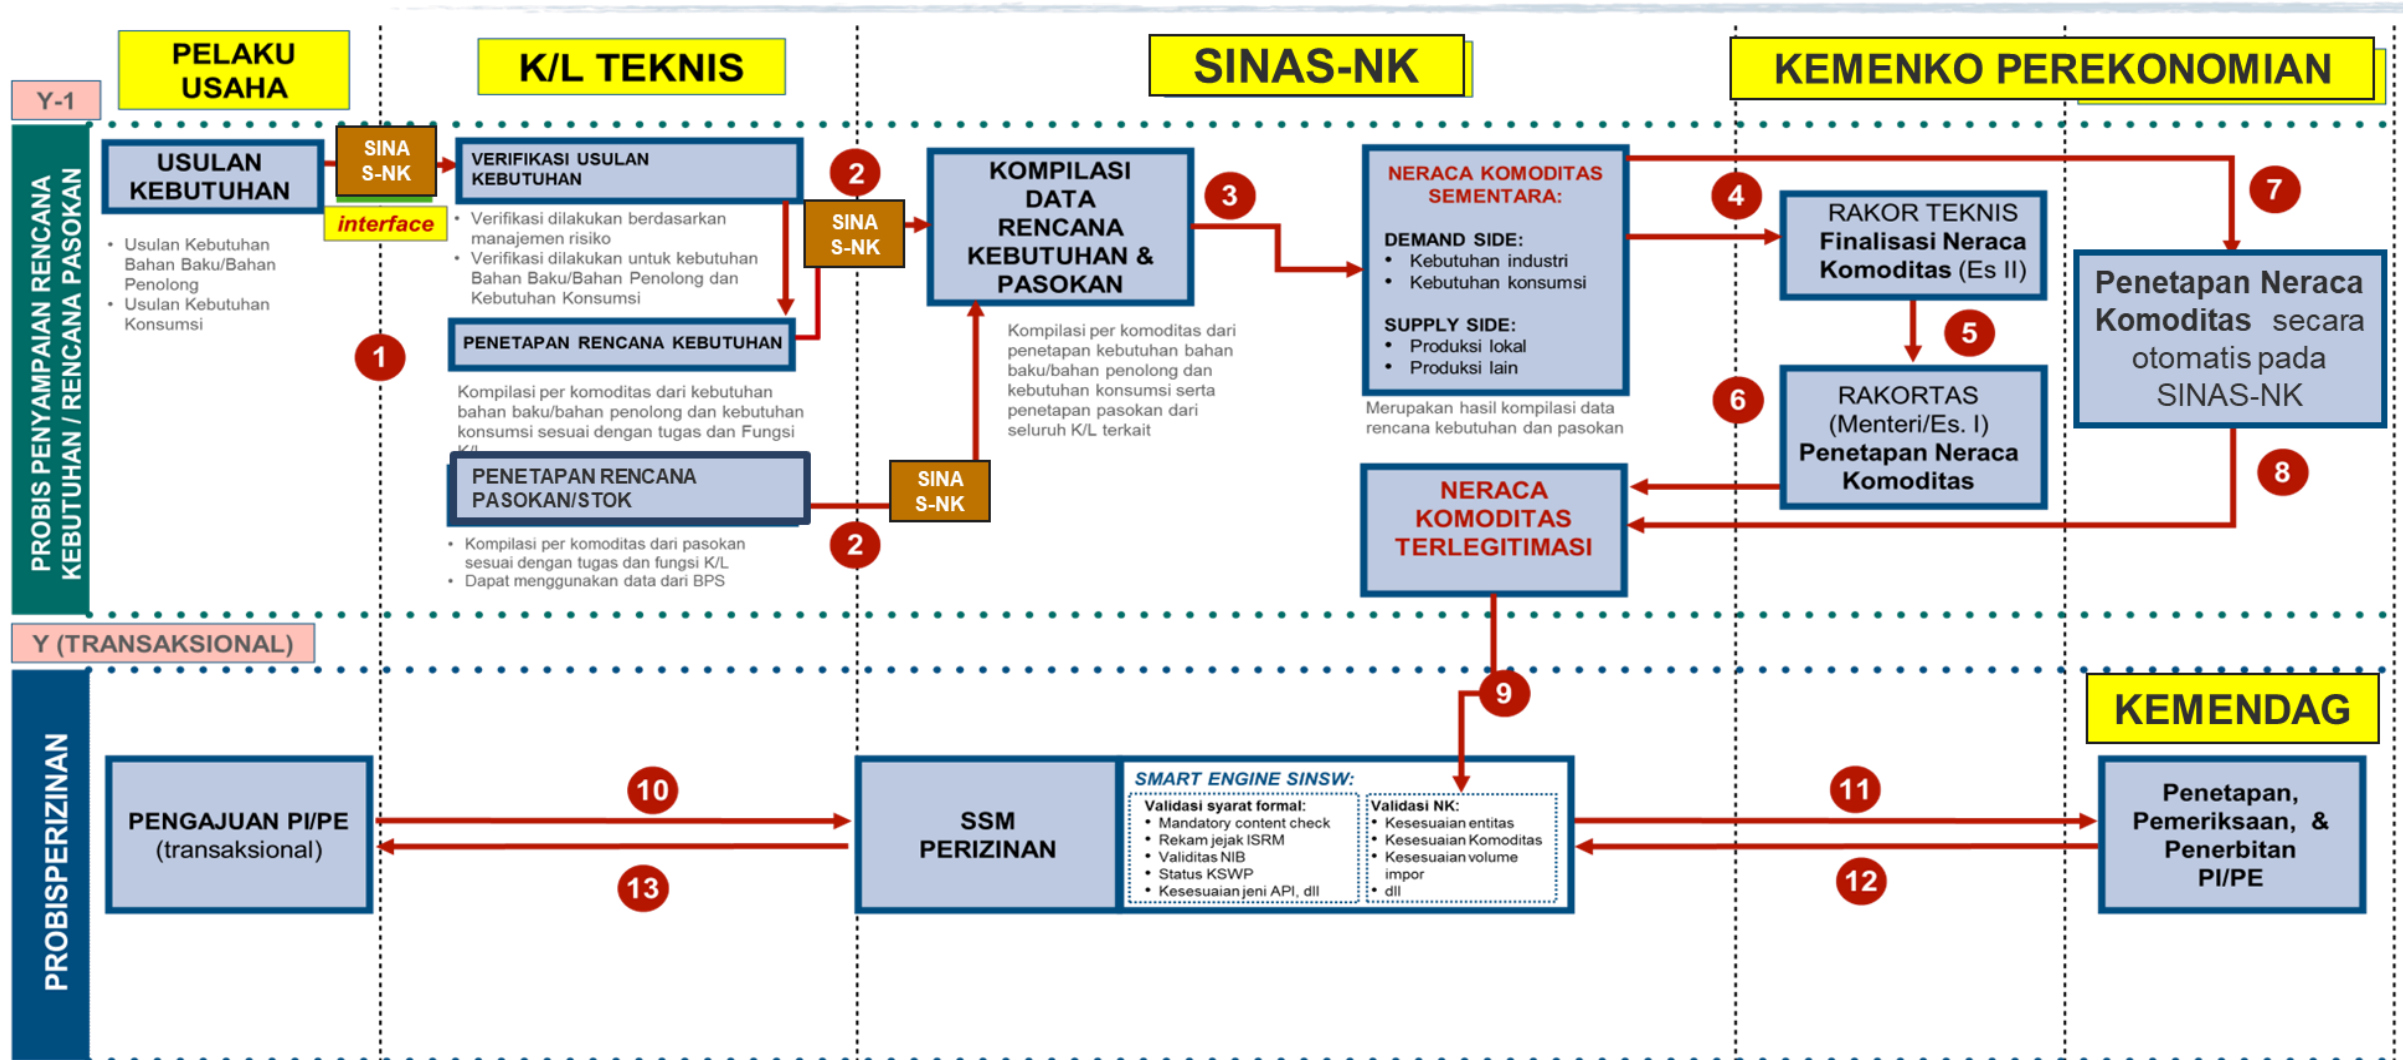 PELAKU
USAHA
K/L TEKNIS
SINAS-NK
KEMENKO PEREKONOMIAN
Y-1
PROBIS PENYAMPAIAN RENCANA
KEBUTUHAN / RENCANA PASOKAN
USULAN
KEBUTUHAN
• Usulan Kebutuhan
Bahan Baku/Bahan
Penolong
• Usulan Kebutuhan
Konsumsi
SINA
S-NK
interface
1
VERIFIKASI USULAN
KEBUTUHAN
• Verifikasi dilakukan berdasarkan
manajemen risiko
• Verifikasi dilakukan untuk kebutuhan
Bahan Baku/Bahan Penolong dan
Kebutuhan Konsumsi
PENETAPAN RENCANA KEBUTUHAN
Kompilasi per komoditas dari kebutuhan
bahan baku/bahan penolong dan kebutuhan
konsumsi sesuai dengan tugas dan Fungsi
K/L
PENETAPAN RENCANA
PASOKAN/STOK
• Kompilasi per komoditas dari pasokan
sesuai dengan tugas dan fungsi K/L
• Dapat menggunakan data dari BPS
2
SINA
S-NK
SINA
S-NK
2
KOMPILASI
DATA
RENCANA
KEBUTUHAN &
PASOKAN
Kompilasi per komoditas dari
penetapan kebutuhan bahan
baku/bahan penolong dan
kebutuhan konsumsi serta
penetapan pasokan dari
seluruh K/L terkait
3
NERACA KOMODITAS
SEMENTARA:
DEMAND SIDE:
• Kebutuhan industri
• Kebutuhan konsumsi
SUPPLY SIDE:
• Produksi lokal
• Produksi lain
Merupakan hasil kompilasi data
rencana kebutuhan dan pasokan
NERACA
KOMODITAS
TERLEGITIMASI
4
RAKOR TEKNIS
Finalisasi Neraca
Komoditas (Es II)
5
6
RAKORTAS
(Menteri/Es. I)
Penetapan Neraca
Komoditas
7
Penetapan Neraca
Komoditas secara
otomatis pada
SINAS-NK
8
Y (TRANSAKSIONAL)
PROBISPERIZINAN
9
KEMENDAG
PENGAJUAN PI/PE
(transaksional)
10
13
SSM
PERIZINAN
SMART ENGINE SINSW:
Validasi syarat formal:
• Mandatory content check
• Rekam jejak ISRM
• Validitas NIB
• Status KSWP
• Kesesuaian jeni API, dll
Validasi NK:
• Kesesuaian entitas
• Kesesuaian Komoditas
• Kesesuaian volume
impor
• dll
11
12
Penetapan,
Pemeriksaan, &
Penerbitan
PI/PE